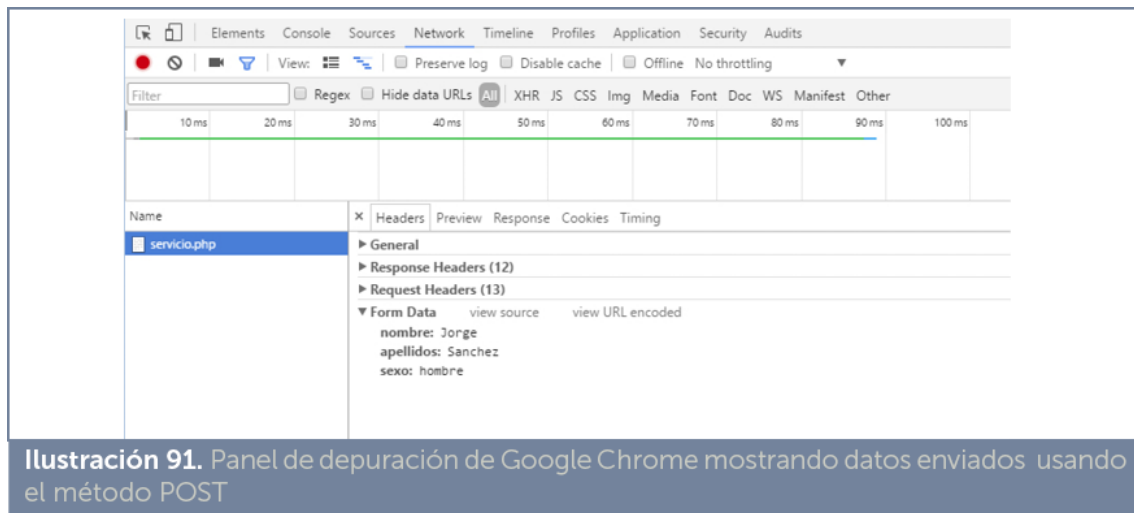 Elements Console Sources Network Timeline Profiles Application Security Audits
View: Preserve log Disable cache Offline No throttling
Filter Regex Hide data URLs All XHR JS CSS Img Media Font Doc WS Manifest Other
10 ms 20 ms 30 ms 40 ms 50 ms 60 ms 70 ms 80 ms 90 ms 100 ms
Name × Headers Preview Response Cookies Timing
servicio.php General
Response Headers (12)
Request Headers (13)
Form Data view source view URL encoded
nombre: Jorge
apellidos: Sanchez
sexo: hombre
Ilustración 91. Panel de depuración de Google Chrome mostrando datos enviados usando
el método POST